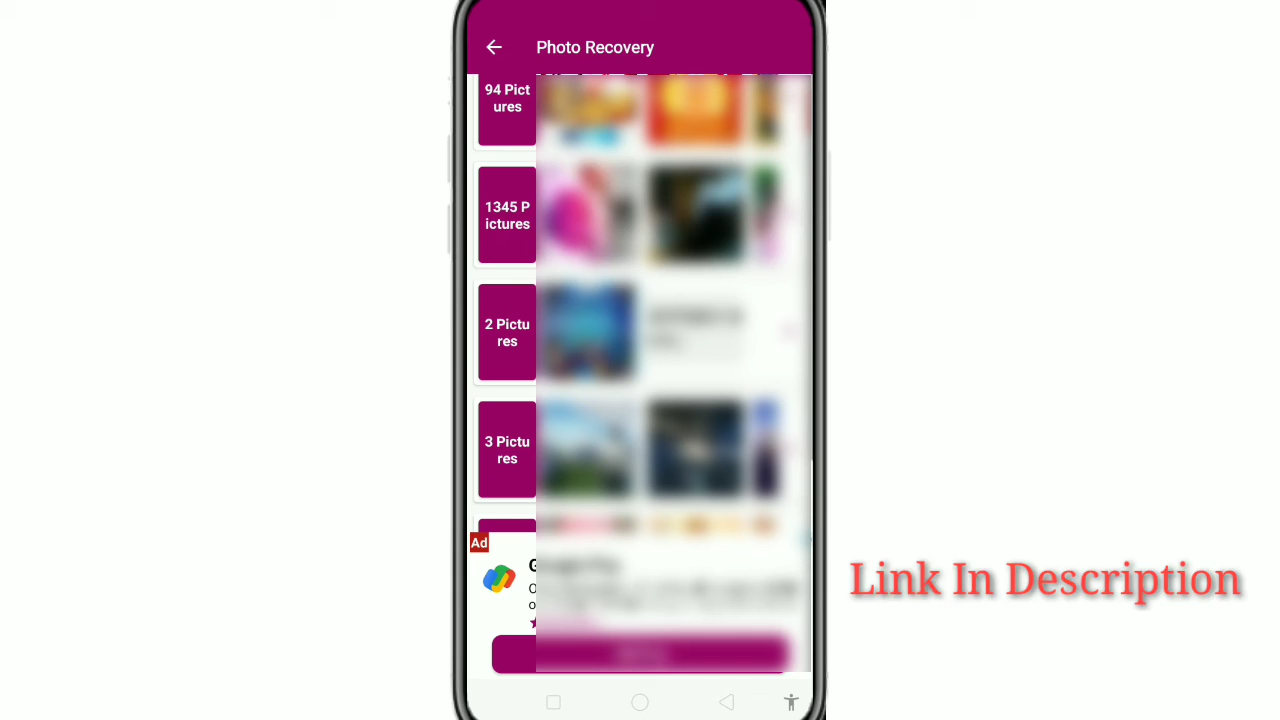 Photo Recovery
94 Pict
ures
1345 P
ictures
2 Pictu
res
3 Pictu
res
Ad
Link In Description